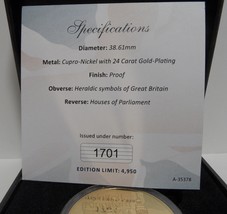 Specifications
Diameter: 38.61mm
Metal: Cupro-Nickel with 24 Carat Gold-Plating
Finish: Proof
Obverse: Heraldic symbols of Great Britain
Reverse: Houses of Parliament
Issued under number:
1701
EDITION LIMIT: 4,950